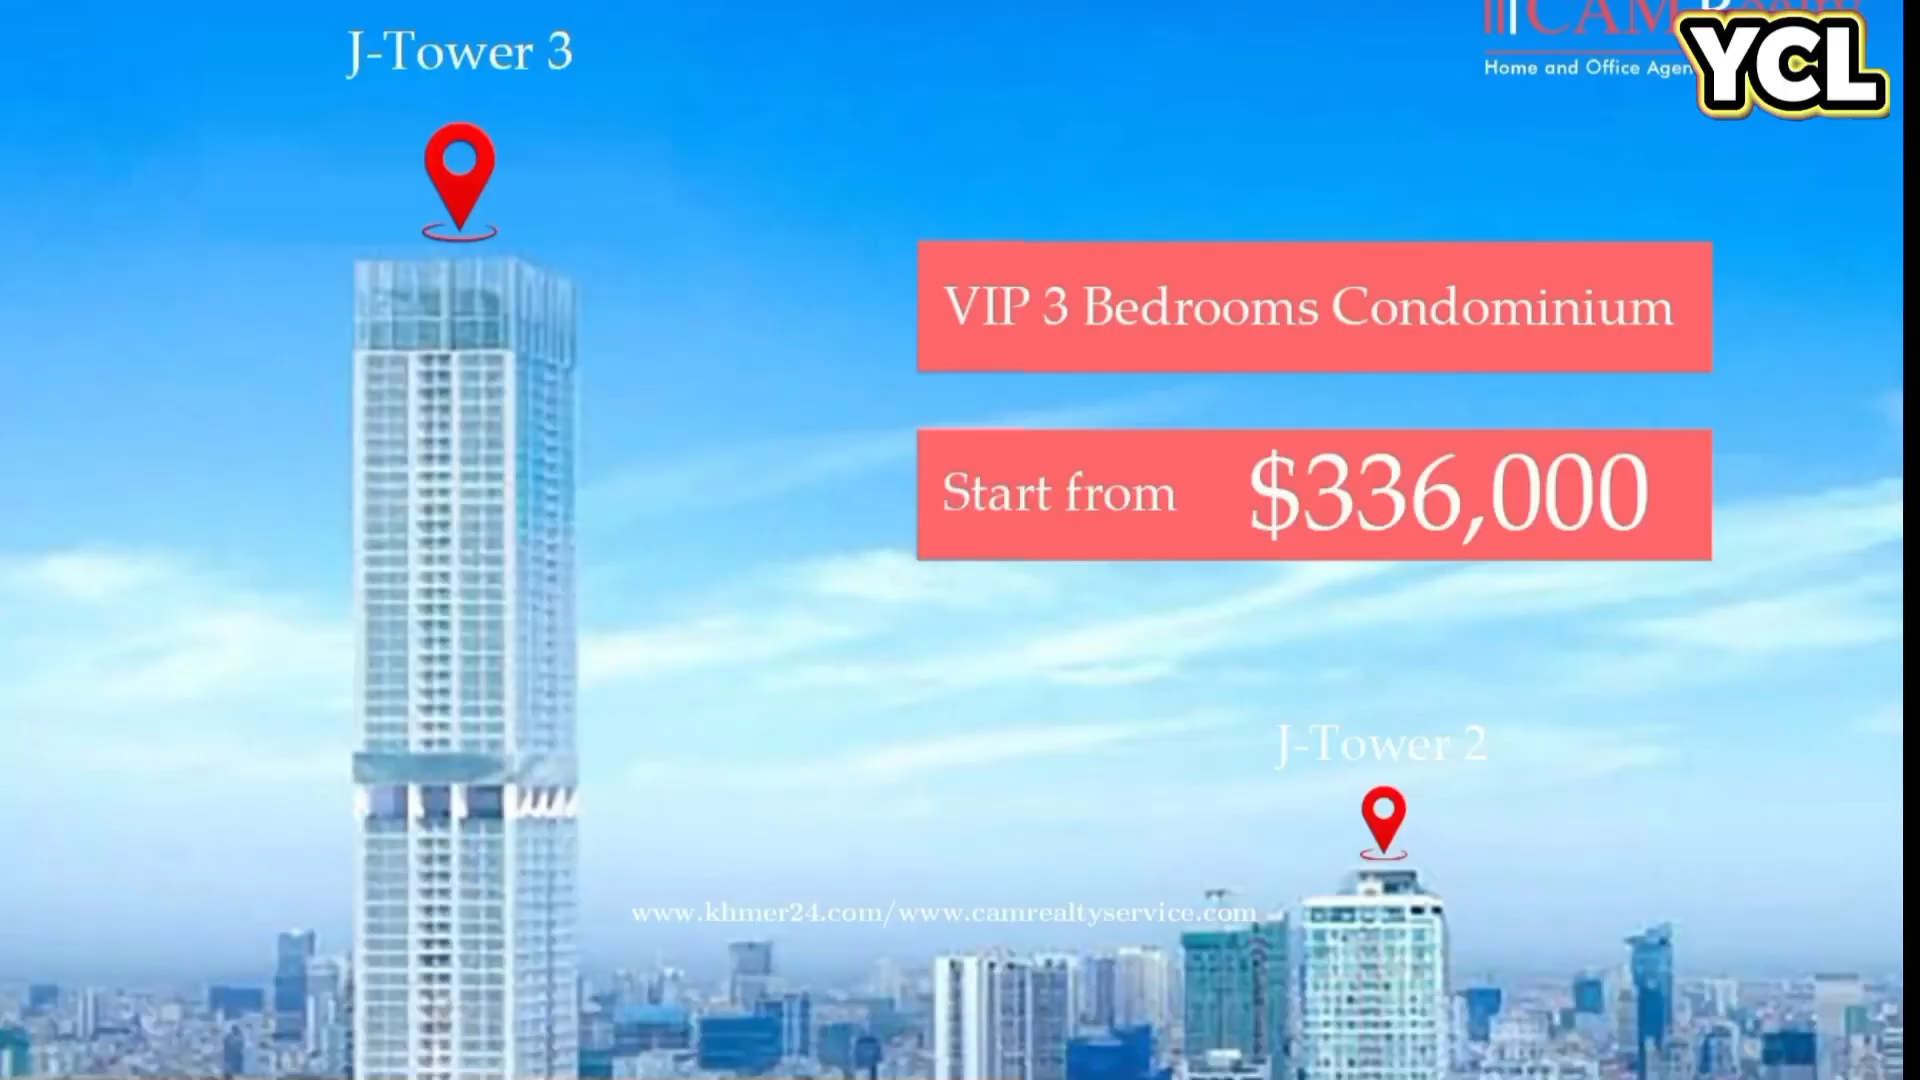 J-Tower 3
CAM
Home and Office
YCL
VIP 3 Bedrooms Condominium
Start from $336,000
J-Tower 2
www.khmer24.com/www.camrealtyservice.com